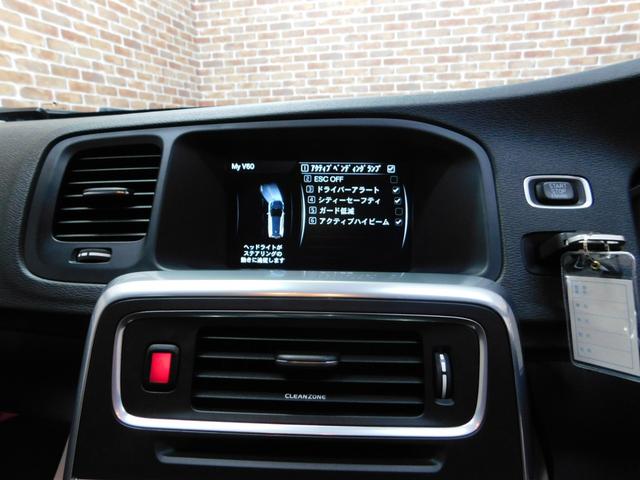 My V60
1 アクティブベンディングランプ
2 ESC OFF
3 ドライバーアラート
4 シティーセーフティ
5 ガード低減
6 アクティブハイビーム
ヘッドライトが
ステアリングの
動きに追従します
START
STOP
ENGINE
CLEANZONE